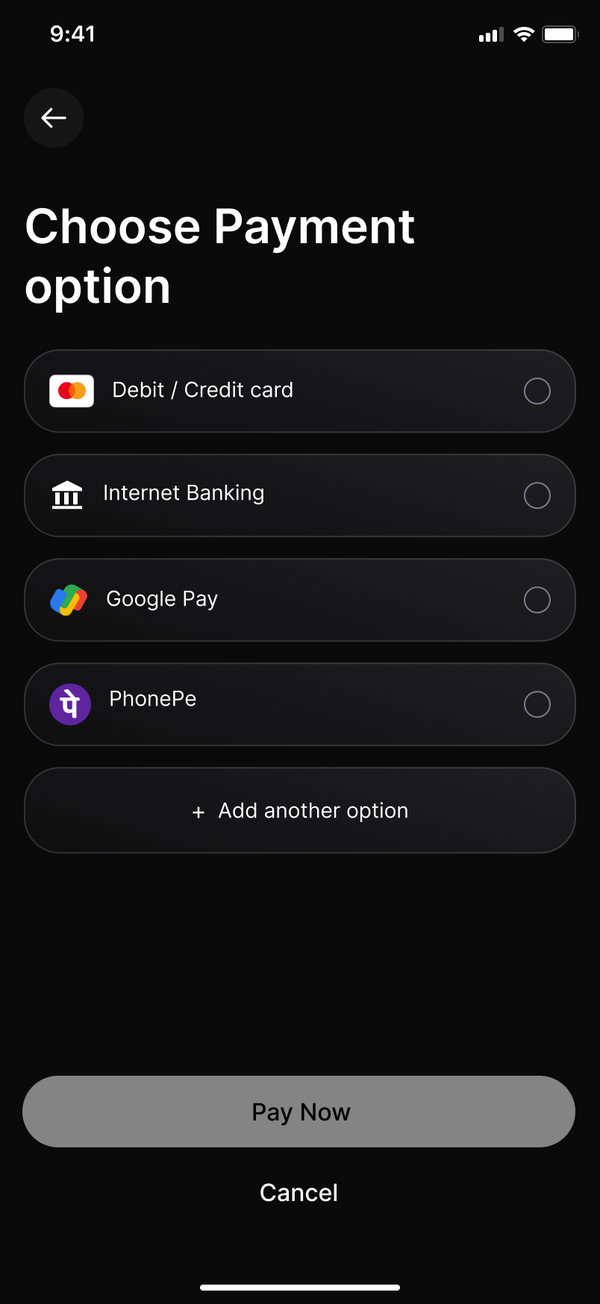 9:41
Choose Payment
option
Debit / Credit card
Internet Banking
Google Pay
पे PhonePe
+ Add another option
Pay Now
Cancel